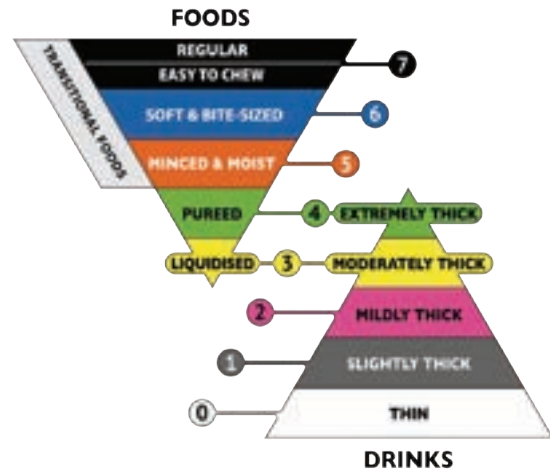 FOODS
TRANSITIONAL FOODS
REGULAR
7
EASY TO CHEW
SOFT & BITE-SIZED
6
MINCED & MOIST
5
PUREED
4
EXTREMELY THICK
LIQUIDISED
3
MODERATELY THICK
2
MILDLY THICK
1
SLIGHTLY THICK
0
THIN
DRINKS